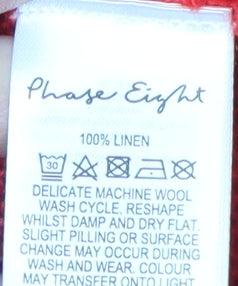 Phase Eight
100% LINEN
30
DELICATE MACHINE WOOL
WASH CYCLE. RESHAPE
WHILST DAMP AND DRY FLAT.
SLIGHT PILLING OR SURFACE
CHANGE MAY OCCUR DURING
WASH AND WEAR. COLOUR
MAY TRANSFER ONTO LIGHT